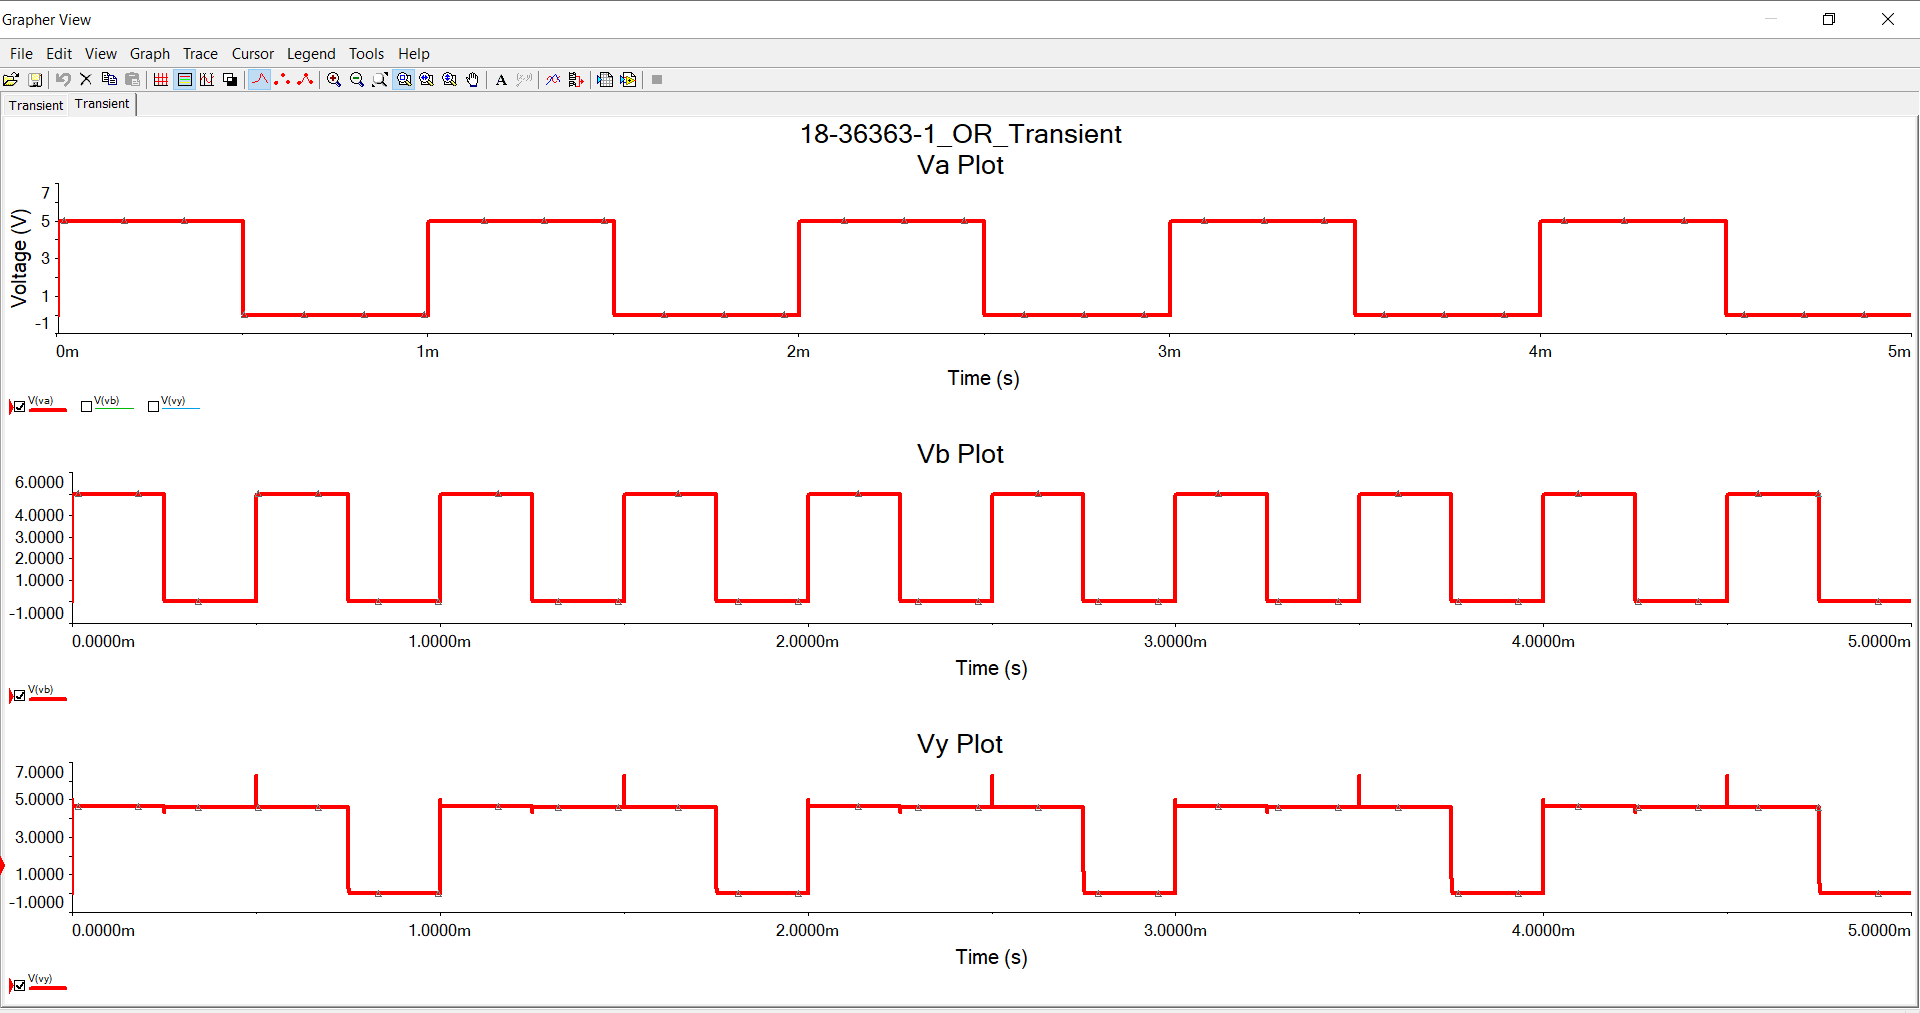 Grapher View
File Edit View Graph Trace Cursor Legend Tools Help
A
Transient Transient
18-36363-1_OR_Transient
Va Plot
Voltage (V)
7
5
3
1
-1
0m 1m 2m 3m 4m 5m
Time (s)
V(va) V(vb) V(vy)
Vb Plot
6.0000
4.0000
3.0000
2.0000
1.0000
-1.0000
0.0000m 1.0000m 2.0000m 3.0000m 4.0000m 5.0000m
Time (s)
V(vb)
Vy Plot
7.0000
5.0000
3.0000
1.0000
-1.0000
0.0000m 1.0000m 2.0000m 3.0000m 4.0000m 5.0000m
Time (s)
V(vy)